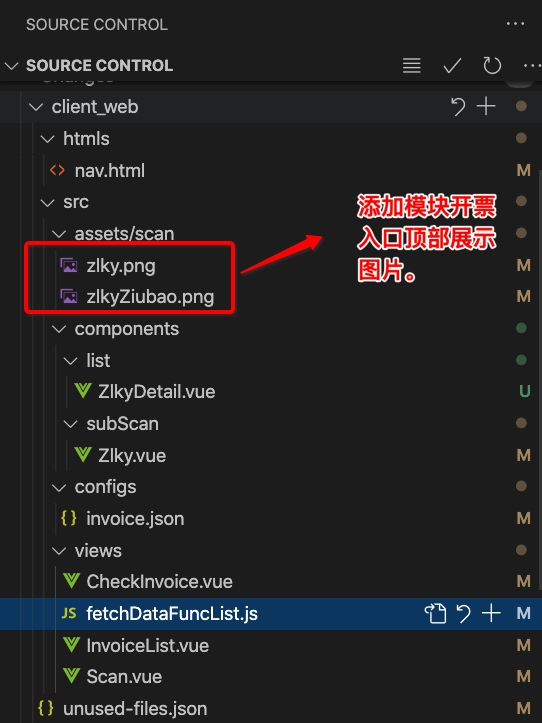 SOURCE CONTROL
SOURCE CONTROL
Changes
client_web
htmls
nav.html M
src
添加模块开票
入口顶部展示
图片。
assets/scan
zlky.png M
zlkyZiubao.png M
components
list
ZlkyDetail.vue U
subScan
Zlky.vue M
configs
{} invoice.json M
views
CheckInvoice.vue M
JS fetchDataFuncList.js M
InvoiceList.vue M
Scan.vue M
{} unused-files.json M